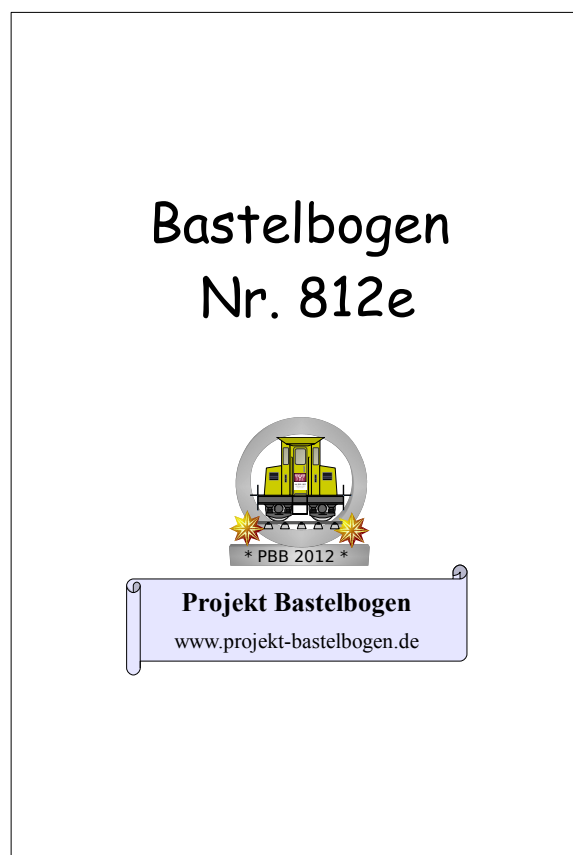 Bastelbogen
Nr. 812e
* PBB 2012 *
Projekt Bastelbogen
www.projekt-bastelbogen.de